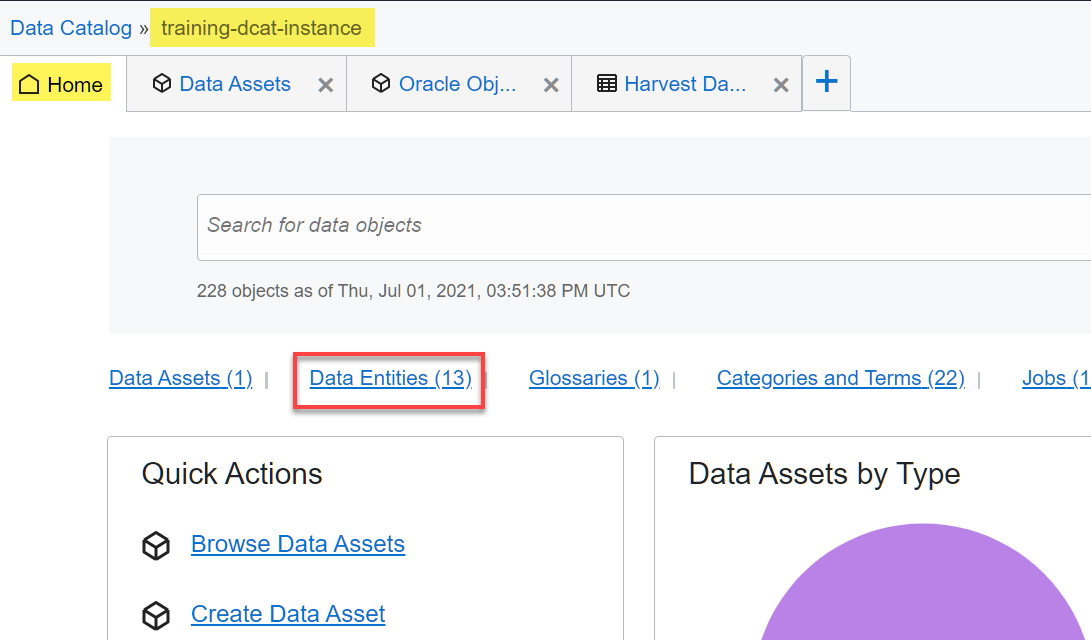 Data Catalog » training-dcat-instance
Home Data Assets Oracle Obj... Harvest Da...
Search for data objects
228 objects as of Thu, Jul 01, 2021, 03:51:38 PM UTC
Data Assets (1) | Data Entities (13) | Glossaries (1) | Categories and Terms (22) | Jobs (1
Quick Actions
Data Assets by Type
Browse Data Assets
Create Data Asset